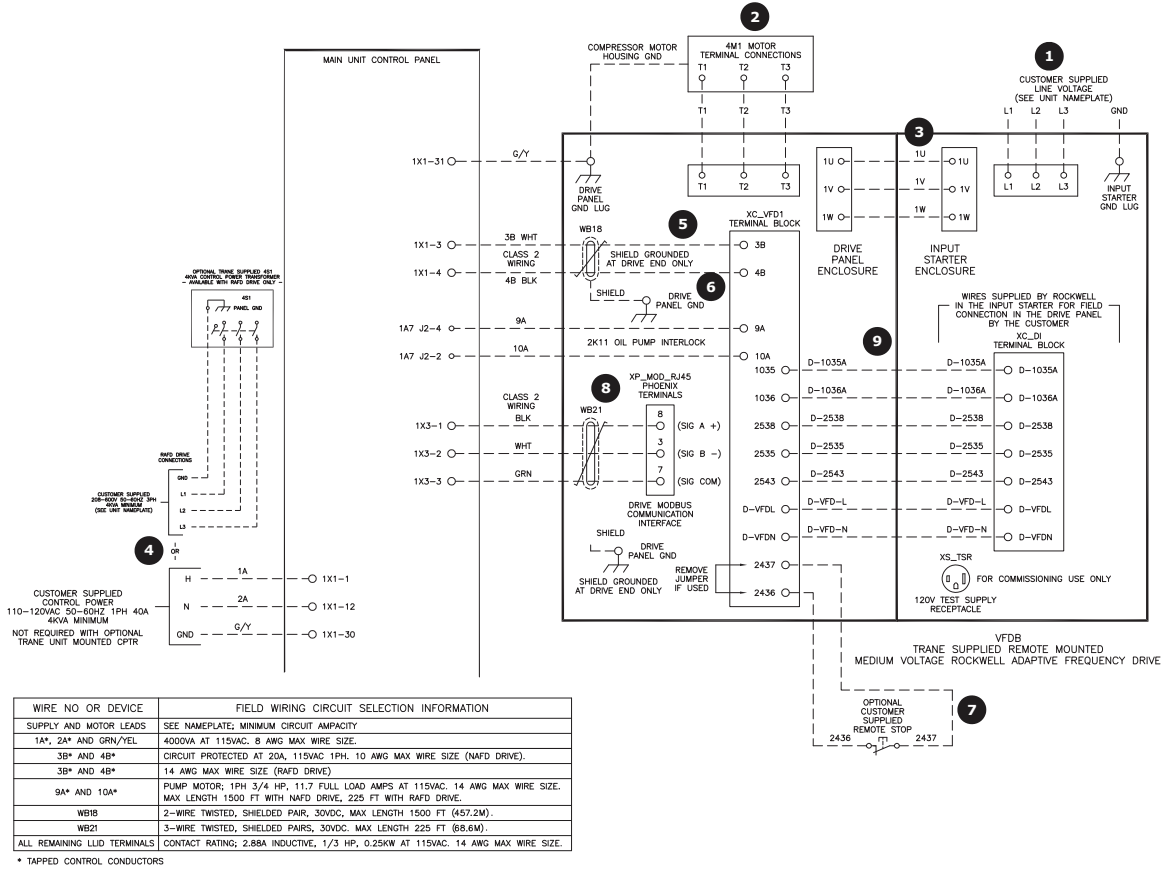 2
1
3
MAIN UNIT CONTROL PANEL
COMPRESSOR MOTOR
HOUSING GND
4M1 MOTOR
TERMINAL CONNECTIONS
T1 T2 T3
T1 T2 T3
T1 T2 T3
CUSTOMER SUPPLIED
LINE VOLTAGE
(SEE UNIT NAMEPLATE)
L1 L2 L3 GND
L1 L2 L3
INPUT
STARTER
GND LUG
1X1-31
G/Y
DRIVE
PANEL
GND LUG
1U 1U 1U
1V 1V 1V
1W 1W 1W
DRIVE
PANEL
ENCLOSURE
INPUT
STARTER
ENCLOSURE
XC_VFD1
TERMINAL BLOCK
5
WB18
1X1-3 3B WHT 3B
CLASS 2
WIRING
SHIELD GROUNDED
AT DRIVE END ONLY
1X1-4 4B BLK 4B
6
SHIELD
DRIVE
PANEL GND
1A7 J2-4 9A 9A
2K11 OIL PUMP INTERLOCK
1A7 J2-2 10A 10A
OPTIONAL TRANE SUPPLIED 4S1
4KVA CONTROL POWER TRANSFORMER
- AVAILABLE WITH RAFD DRIVE ONLY -
4S1
PANEL GND
WIRES SUPPLIED BY ROCKWELL
IN THE INPUT STARTER FOR FIELD
CONNECTION IN THE DRIVE PANEL
BY THE CUSTOMER
XC_DI
TERMINAL BLOCK
9
1035 D-1035A D-1035A D-1035A
1036 D-1036A D-1036A D-1036A
2538 D-2538 D-2538 D-2538
2535 D-2535 D-2535 D-2535
2543 D-2543 D-2543 D-2543
D-VFDL D-VFD-L D-VFD-L D-VFDL
D-VFDN D-VFD-N D-VFD-N D-VFDN
XP_MOD_RJ45
PHOENIX
TERMINALS
8
CLASS 2
WIRING
WB21
1X3-1 BLK 8 (SIG A +)
1X3-2 WHT 3 (SIG B -)
1X3-3 GRN 7 (SIG COM)
DRIVE MODBUS
COMMUNICATION
INTERFACE
SHIELD
DRIVE
PANEL GND
SHIELD GROUNDED
AT DRIVE END ONLY
REMOVE
JUMPER
IF USED
2437
2436
XS_TSR
FOR COMMISSIONING USE ONLY
120V TEST SUPPLY
RECEPTACLE
RAFD DRIVE
CONNECTIONS
GND
L1
L2
L3
CUSTOMER SUPPLIED
208-600V 50-60HZ 3PH
4KVA MINIMUM
(SEE UNIT NAMEPLATE)
4
OR
H 1A 1X1-1
N 2A 1X1-12
GND G/Y 1X1-30
CUSTOMER SUPPLIED
CONTROL POWER
110-120VAC 50-60HZ 1PH 40A
4KVA MINIMUM
NOT REQUIRED WITH OPTIONAL
TRANE UNIT MOUNTED CPTR
VFDB
TRANE SUPPLIED REMOTE MOUNTED
MEDIUM VOLTAGE ROCKWELL ADAPTIVE FREQUENCY DRIVE
7
OPTIONAL
CUSTOMER
SUPPLIED
REMOTE STOP
2436 2437
WIRE NO OR DEVICE FIELD WIRING CIRCUIT SELECTION INFORMATION
SUPPLY AND MOTOR LEADS SEE NAMEPLATE; MINIMUM CIRCUIT AMPACITY
1A*, 2A* AND GRN/YEL 4000VA AT 115VAC. 8 AWG MAX WIRE SIZE.
3B* AND 4B* CIRCUIT PROTECTED AT 20A, 115VAC 1PH. 10 AWG MAX WIRE SIZE (NAFD DRIVE).
3B* AND 4B* 14 AWG MAX WIRE SIZE (RAFD DRIVE)
9A* AND 10A* PUMP MOTOR; 1PH 3/4 HP, 11.7 FULL LOAD AMPS AT 115VAC. 14 AWG MAX WIRE SIZE.
MAX LENGTH 1500 FT WITH NAFD DRIVE, 225 FT WITH RAFD DRIVE.
WB18 2-WIRE TWISTED, SHIELDED PAIR, 30VDC, MAX LENGTH 1500 FT (457.2M).
WB21 3-WIRE TWISTED, SHIELDED PAIRS, 30VDC. MAX LENGTH 225 FT (68.6M).
ALL REMAINING LLID TERMINALS CONTACT RATING; 2.88A INDUCTIVE, 1/3 HP, 0.25KW AT 115VAC. 14 AWG MAX WIRE SIZE.
* TAPPED CONTROL CONDUCTORS